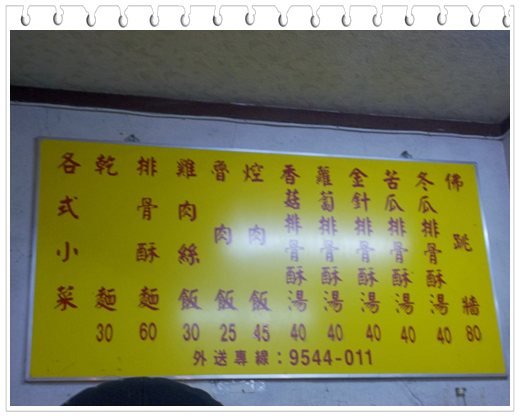 佛跳牆 80
冬瓜排骨酥湯 40
苦瓜排骨酥湯 40
金針排骨酥湯 40
蘿蔔排骨酥湯 40
香菇排骨酥湯 40
焢肉飯 45
魯肉飯 25
雞肉絲飯 30
排骨酥麵 60
乾麵 30
各式小菜
外送專線：9544-011